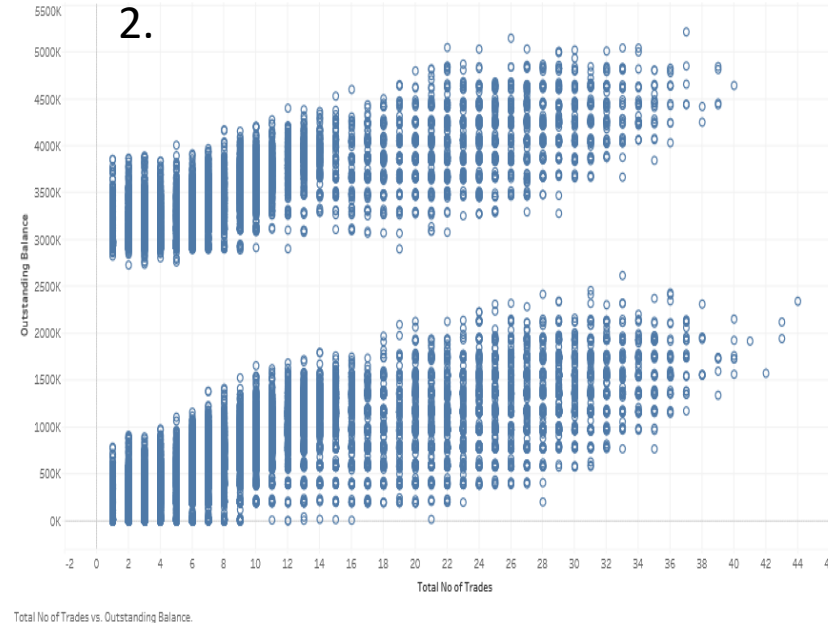 2.
5500K
5000K
4500K
4000K
3500K
3000K
2500K
2000K
1500K
1000K
500K
0K
Outstanding Balance
-2 0 2 4 6 8 10 12 14 16 18 20 22 24 26 28 30 32 34 36 38 40 42 44
Total No of Trades
Total No of Trades vs. Outstanding Balance.